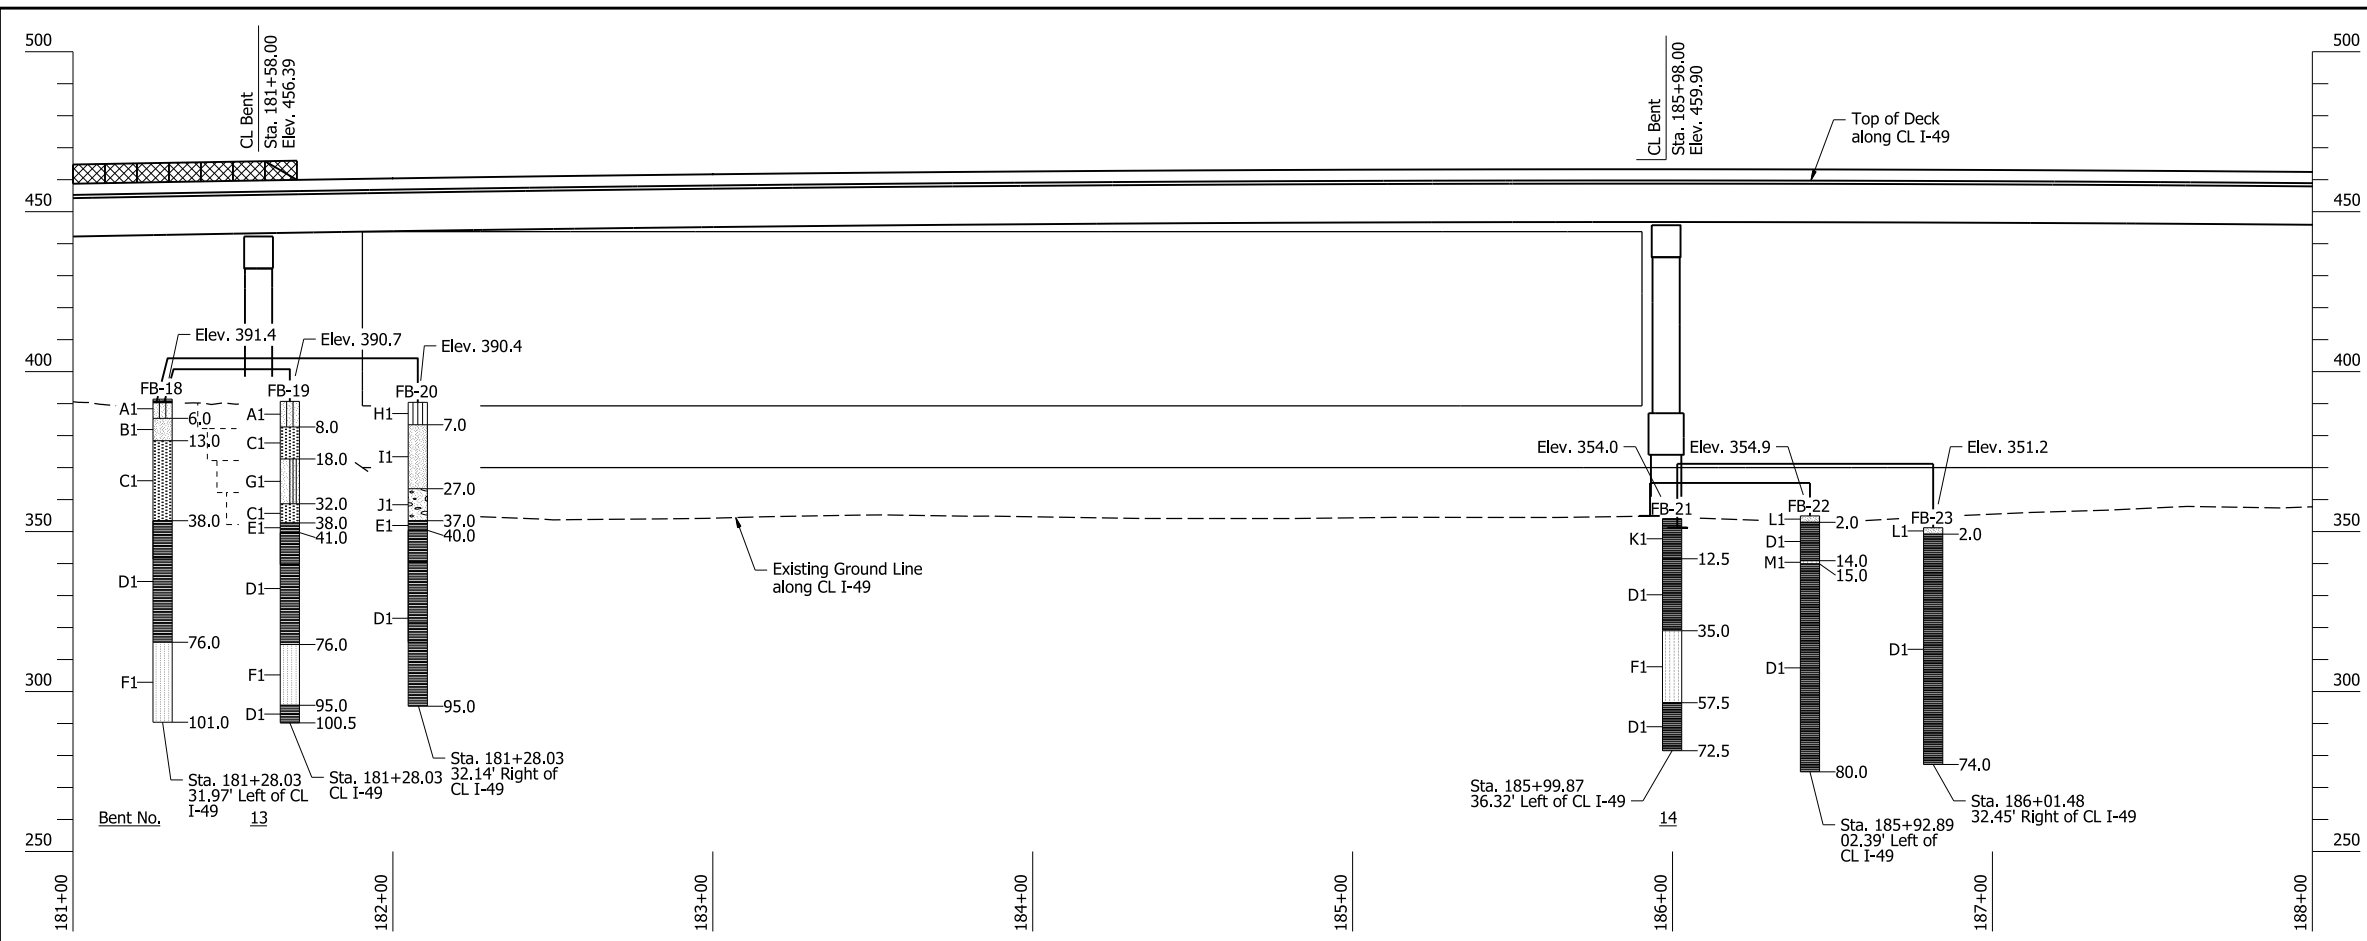 CL Bent
Sta. 181+58.00
Elev. 456.39
CL Bent
Sta. 185+98.00
Elev. 459.90
500
450
400
350
300
250
500
450
400
350
300
250
Top of Deck
along CL I-49
Elev. 391.4
Elev. 390.7
Elev. 390.4
FB-18
FB-19
FB-20
A1
6.0
B1
13.0
C1
38.0
D1
76.0
F1
101.0
A1
8.0
C1
18.0
G1
32.0
C1
38.0
E1
41.0
D1
76.0
F1
95.0
D1
100.5
H1
7.0
I1
27.0
J1
37.0
E1
40.0
D1
95.0
Sta. 181+28.03
31.97' Left of CL
I-49
Sta. 181+28.03
CL I-49
Sta. 181+28.03
32.14' Right of
CL I-49
Existing Ground Line
along CL I-49
Elev. 354.0
Elev. 354.9
Elev. 351.2
FB-21
FB-22
FB-23
K1
12.5
D1
35.0
F1
57.5
D1
72.5
L1
2.0
D1
14.0
M1
15.0
D1
80.0
L1
2.0
D1
74.0
Sta. 185+99.87
36.32' Left of CL I-49
Sta. 185+92.89
02.39' Left of
CL I-49
Sta. 186+01.48
32.45' Right of CL I-49
Bent No.
13
14
181+00
182+00
183+00
184+00
185+00
186+00
187+00
188+00